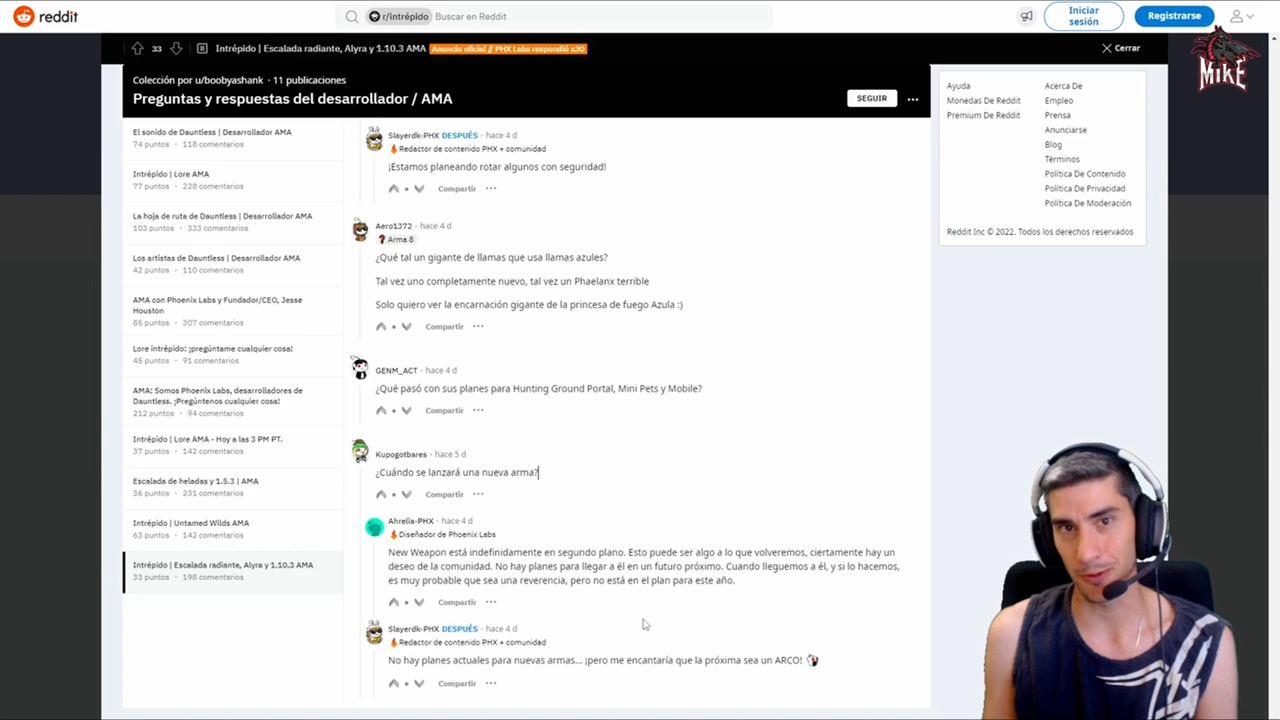 reddit
r/intrépido
Buscar en Reddit
Iniciar
sesión
Registrarse
MIKE
33
Intrépido | Escalada radiante, Alyra y 1.10.3 AMA
Anuncio oficial // PHX Labs respondió x30
Cerrar
Colección por u/boobyashank · 11 publicaciones
Preguntas y respuestas del desarrollador / AMA
SEGUIR
El sonido de Dauntless | Desarrollador AMA
74 puntos · 118 comentarios
Intrépido | Lore AMA
77 puntos · 228 comentarios
La hoja de ruta de Dauntless | Desarrollador AMA
103 puntos · 333 comentarios
Los artistas de Dauntless | Desarrollador AMA
42 puntos · 110 comentarios
AMA con Phoenix Labs y Fundador/CEO, Jesse
Houston
85 puntos · 307 comentarios
Lore intrépido: ¡pregúntame cualquier cosa!
45 puntos · 91 comentarios
AMA: Somos Phoenix Labs, desarrolladores de
Dauntless. ¡Pregúntenos cualquier cosa!
212 puntos · 94 comentarios
Intrépido | Lore AMA - Hoy a las 3 PM PT.
37 puntos · 142 comentarios
Escalada de heladas y 1.5.3 | AMA
36 puntos · 231 comentarios
Intrépido | Untamed Wilds AMA
63 puntos · 142 comentarios
Intrépido | Escalada radiante, Alyra y 1.10.3 AMA
33 puntos · 198 comentarios
Slayerdk-PHX DESPUÉS · hace 4 d
Redactor de contenido PHX + comunidad
¡Estamos planeando rotar algunos con seguridad!
Compartir
Aero1372 · hace 4 d
Arma 8
¿Qué tal un gigante de llamas que usa llamas azules?
Tal vez uno completamente nuevo, tal vez un Phaelanx terrible
Solo quiero ver la encarnación gigante de la princesa de fuego Azula :)
Compartir
GENM_ACT · hace 4 d
¿Qué pasó con sus planes para Hunting Ground Portal, Mini Pets y Mobile?
Compartir
Kupogotbares · hace 5 d
¿Cuándo se lanzará una nueva arma?
Compartir
Ahrelia-PHX · hace 4 d
Diseñador de Phoenix Labs
New Weapon está indefinidamente en segundo plano. Esto puede ser algo a lo que volveremos, ciertamente hay un
deseo de la comunidad. No hay planes para llegar a él en un futuro próximo. Cuando lleguemos a él, y si lo hacemos,
es muy probable que sea una reverencia, pero no está en el plan para este año.
Compartir
Slayerdk-PHX DESPUÉS · hace 4 d
Redactor de contenido PHX + comunidad
No hay planes actuales para nuevas armas... ¡pero me encantaría que la próxima sea un ARCO!
Compartir
Ayuda
Monedas De Reddit
Premium De Reddit
Acerca De
Empleo
Prensa
Anunciarse
Blog
Términos
Política De Contenido
Política De Privacidad
Política De Moderación
Reddit Inc © 2022. Todos los derechos reservados